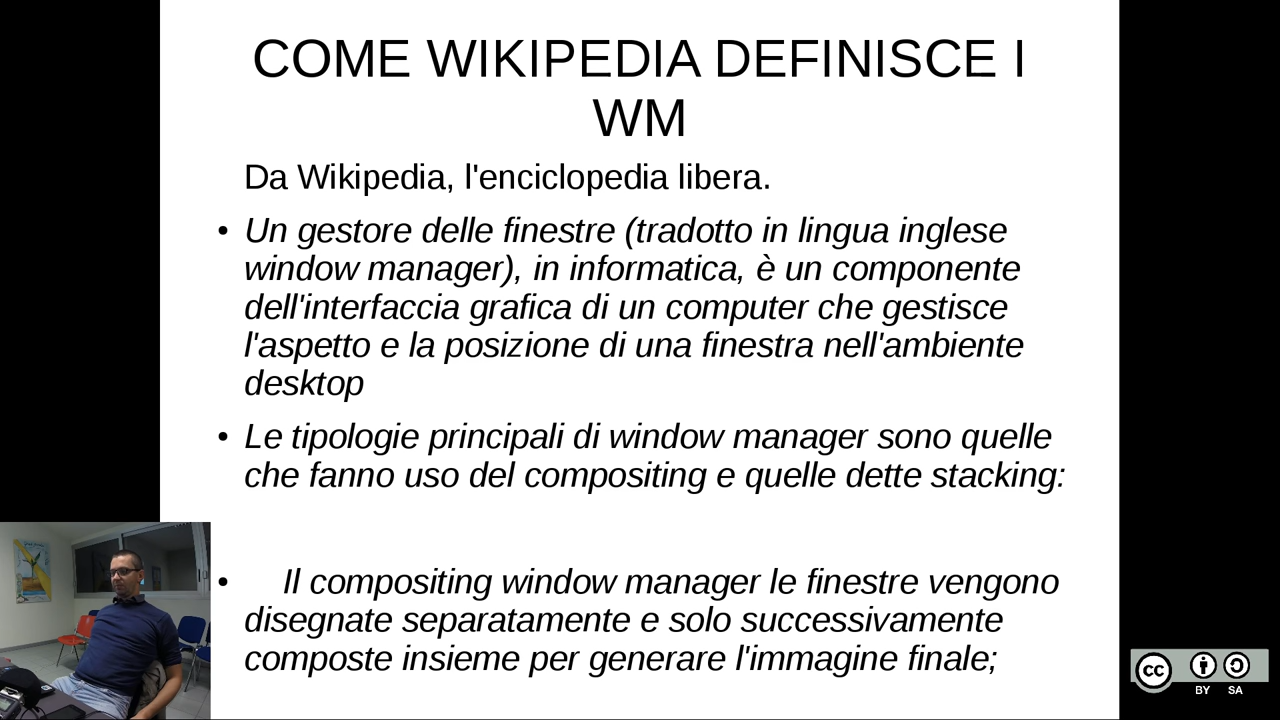 COME WIKIPEDIA DEFINISCE I
WM
Da Wikipedia, l'enciclopedia libera.
• Un gestore delle finestre (tradotto in lingua inglese
window manager), in informatica, è un componente
dell'interfaccia grafica di un computer che gestisce
l'aspetto e la posizione di una finestra nell'ambiente
desktop
• Le tipologie principali di window manager sono quelle
che fanno uso del compositing e quelle dette stacking:
• Il compositing window manager le finestre vengono
disegnate separatamente e solo successivamente
composte insieme per generare l'immagine finale;
cc
BY SA